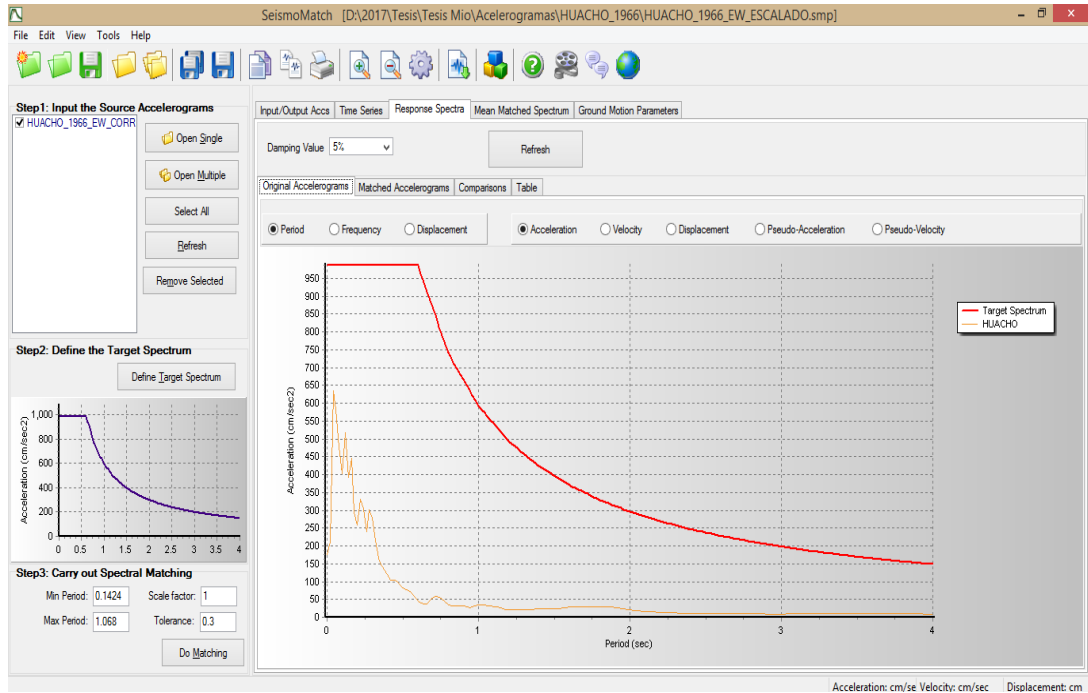 SeismoMatch [D:\2017\Tesis\Tesis Mio\Acelerogramas\HUACHO_1966\HUACHO_1966_EW_ESCALADO.smp]
File Edit View Tools Help
Step1: Input the Source Accelerograms
HUACHO_1966_EW_CORR
Open Single
Open Multiple
Select All
Refresh
Remove Selected
Step2: Define the Target Spectrum
Define Target Spectrum
Acceleration (cm/sec2)
1,000
800
600
400
200
0
0 0.5 1 1.5 2 2.5 3 3.5 4
Step3: Carry out Spectral Matching
Min Period: 0.1424 Scale factor: 1
Max Period: 1.068 Tolerance: 0.3
Do Matching
Input/Output Accs Time Series Response Spectra Mean Matched Spectrum Ground Motion Parameters
Damping Value 5% Refresh
Original Accelerograms Matched Accelerograms Comparisons Table
Period Frequency Displacement Acceleration Velocity Displacement Pseudo-Acceleration Pseudo-Velocity
Acceleration (cm/sec2)
950
900
850
800
750
700
650
600
550
500
450
400
350
300
250
200
150
100
50
0
0 1 2 3 4
Period (sec)
Target Spectrum
HUACHO
Acceleration: cm/se Velocity: cm/sec Displacement: cm